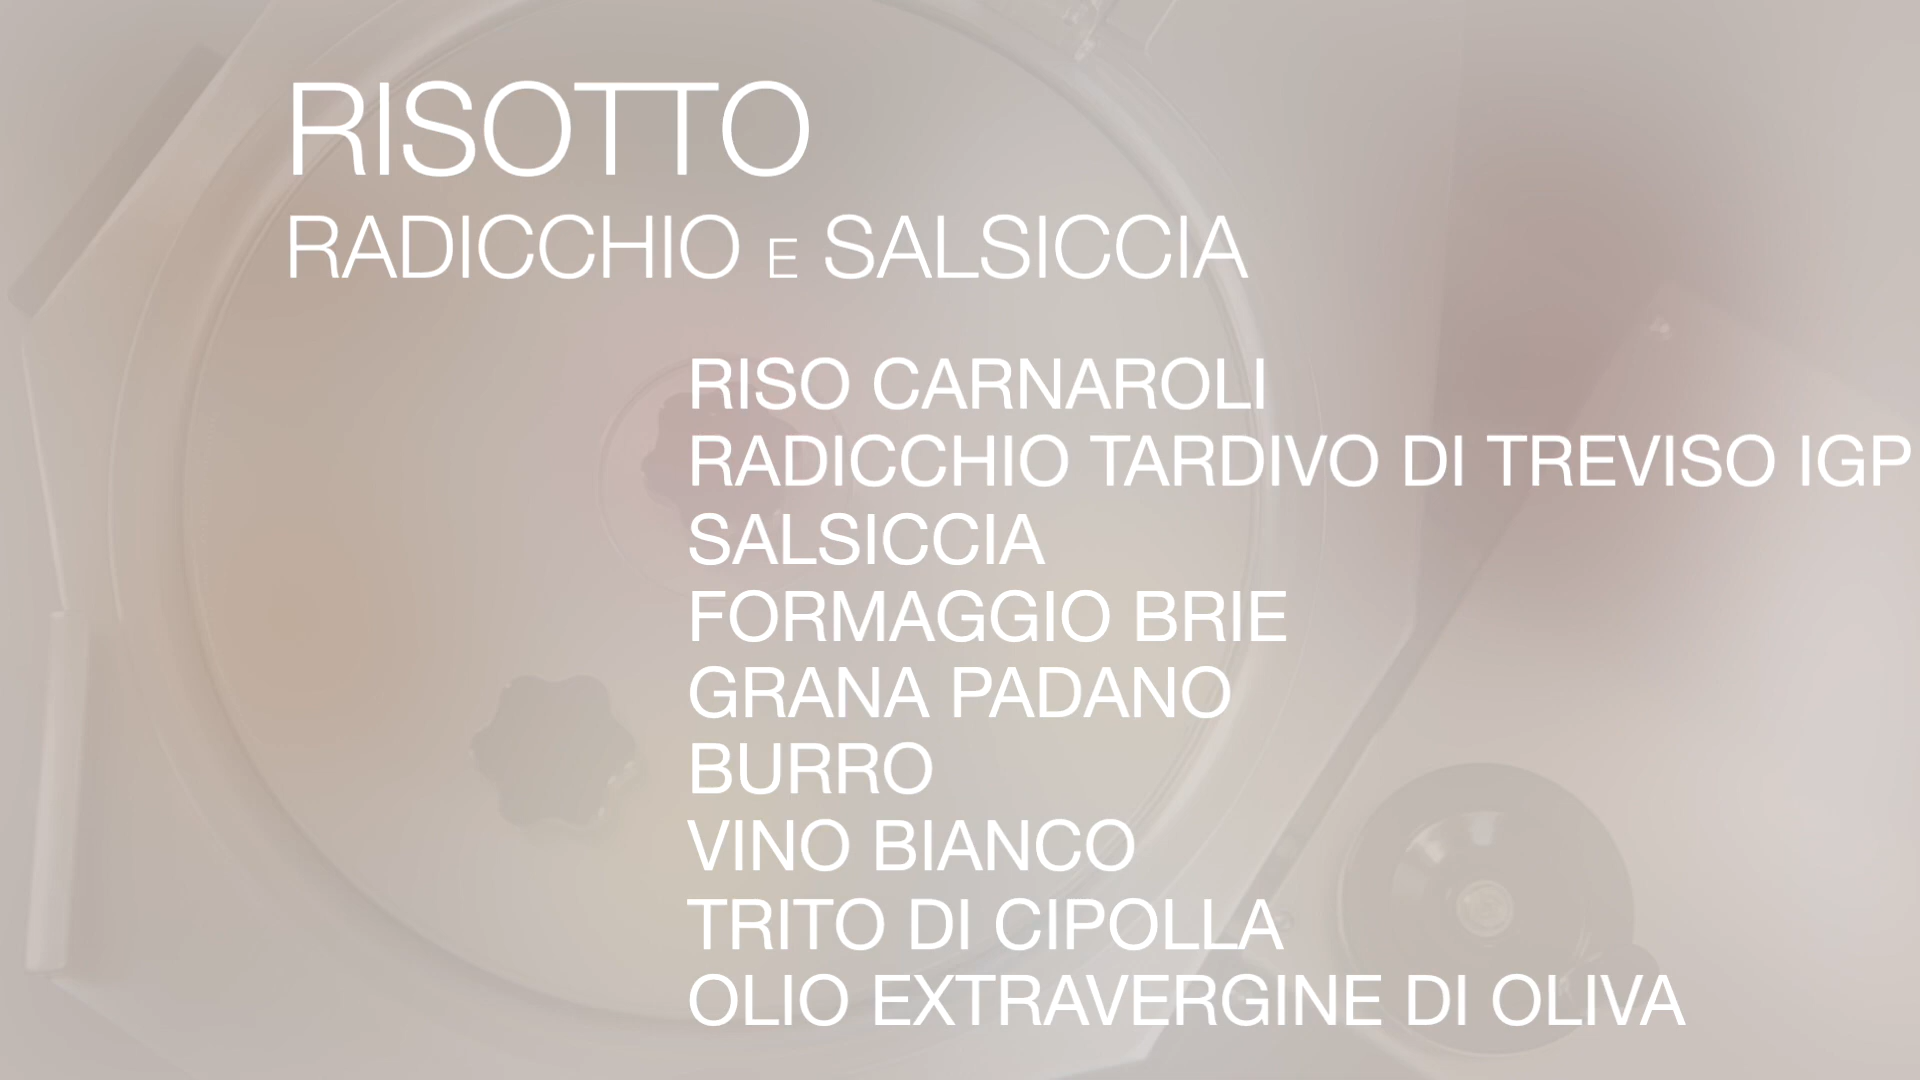 RISOTTO
RADICCHIO E SALSICCIA
RISO CARNAROLI
RADICCHIO TARDIVO DI TREVISO IGP
SALSICCIA
FORMAGGIO BRIE
GRANA PADANO
BURRO
VINO BIANCO
TRITO DI CIPOLLA
OLIO EXTRAVERGINE DI OLIVA